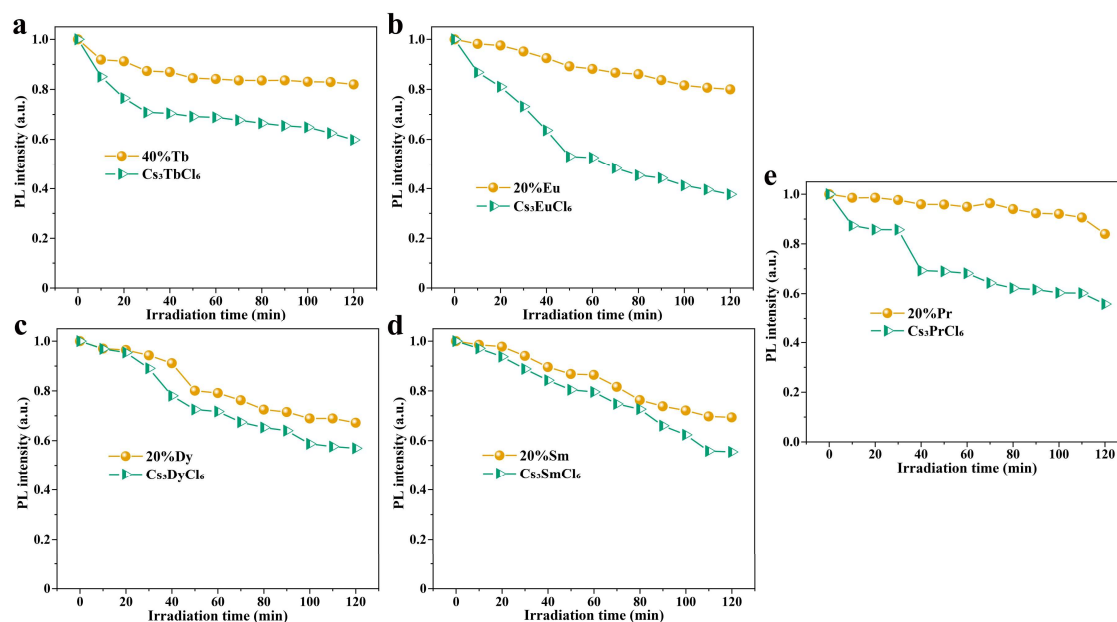 a
PL intensity (a.u.)
1.0
0.8
0.6
0.4
0.2
0
40%Tb
Cs₃TbCl₆
0 20 40 60 80 100 120
Irradiation time (min)
b
PL intensity (a.u.)
1.0
0.8
0.6
0.4
0.2
0
20%Eu
Cs₃EuCl₆
0 20 40 60 80 100 120
Irradiation time (min)
c
PL intensity (a.u.)
1.0
0.8
0.6
0.4
0.2
0
20%Dy
Cs₃DyCl₆
0 20 40 60 80 100 120
Irradiation time (min)
d
PL intensity (a.u.)
1.0
0.8
0.6
0.4
0.2
0
20%Sm
Cs₃SmCl₆
0 20 40 60 80 100 120
Irradiation time (min)
e
PL intensity (a.u.)
1.0
0.8
0.6
0.4
0.2
0.0
20%Pr
Cs₃PrCl₆
0 20 40 60 80 100 120
Irradiation time (min)